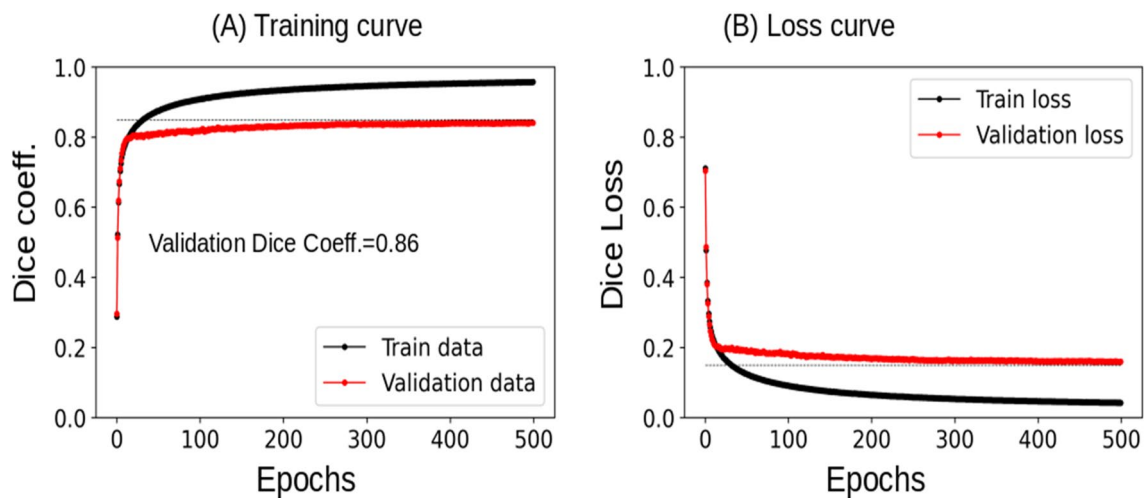 (A) Training curve
Dice coeff.
1.0
0.8
0.6
0.4
0.2
0.0
Validation Dice Coeff.=0.86
Train data
Validation data
0 100 200 300 400 500
Epochs
(B) Loss curve
Dice Loss
1.0
0.8
0.6
0.4
0.2
0.0
Train loss
Validation loss
0 100 200 300 400 500
Epochs